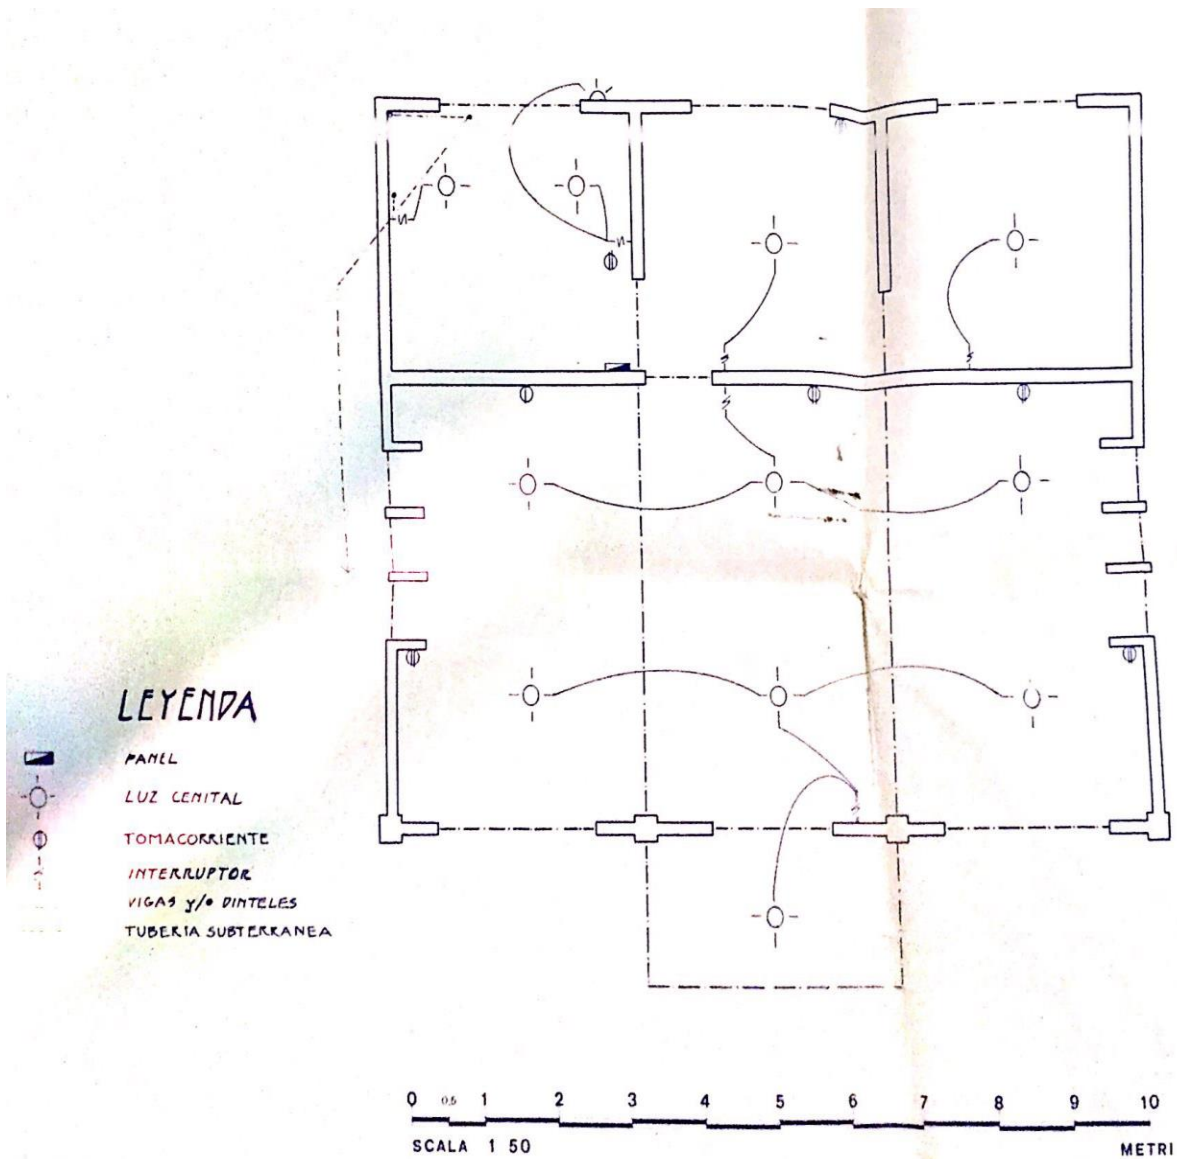 LEYENDA
PANEL
LUZ CENITAL
TOMACORRIENTE
INTERRUPTOR
VIGAS y/o DINTELES
TUBERIA SUBTERRANEA
0 0.5 1 2 3 4 5 6 7 8 9 10
SCALA 1 50 METRI